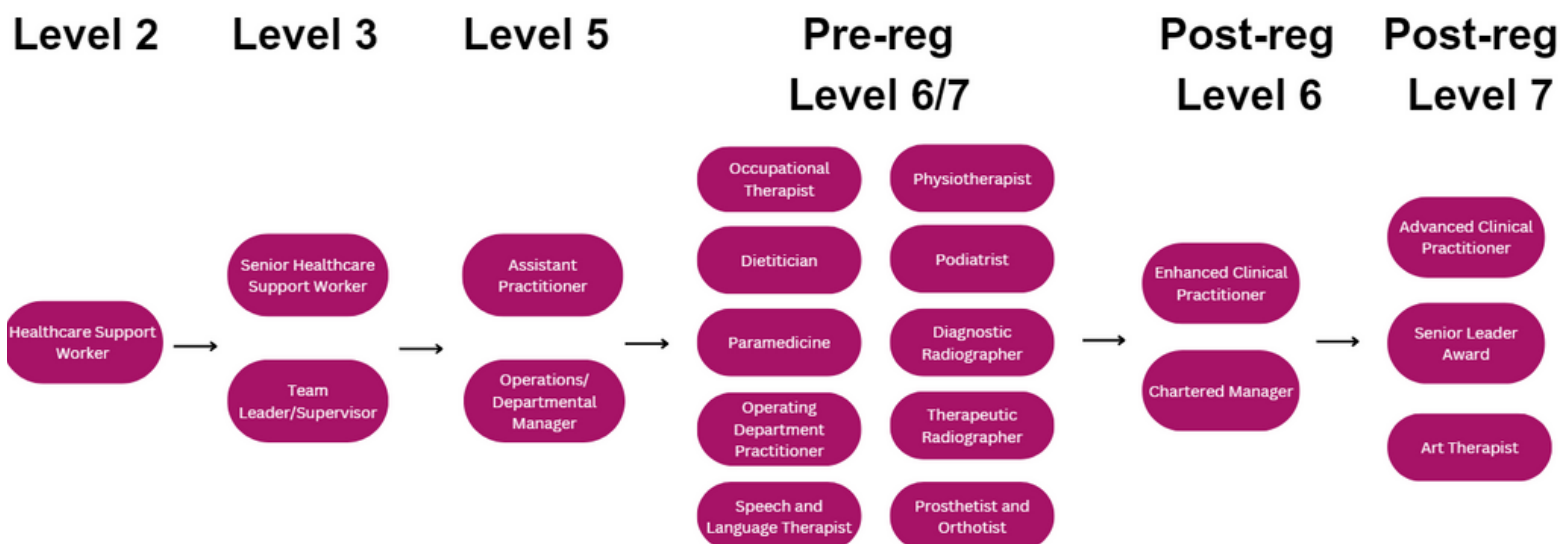 Level 2
Level 3
Level 5
Pre-reg
Level 6/7
Post-reg
Level 6
Post-reg
Level 7
Healthcare Support
Worker
Senior Healthcare
Support Worker
Team
Leader/Supervisor
Assistant
Practitioner
Operations/
Departmental
Manager
Occupational
Therapist
Physiotherapist
Dietitician
Podiatrist
Paramedicine
Diagnostic
Radiographer
Operating
Department
Practitioner
Therapeutic
Radiographer
Speech and
Language Therapist
Prosthetist and
Orthotist
Enhanced Clinical
Practitioner
Chartered Manager
Advanced Clinical
Practitioner
Senior Leader
Award
Art Therapist